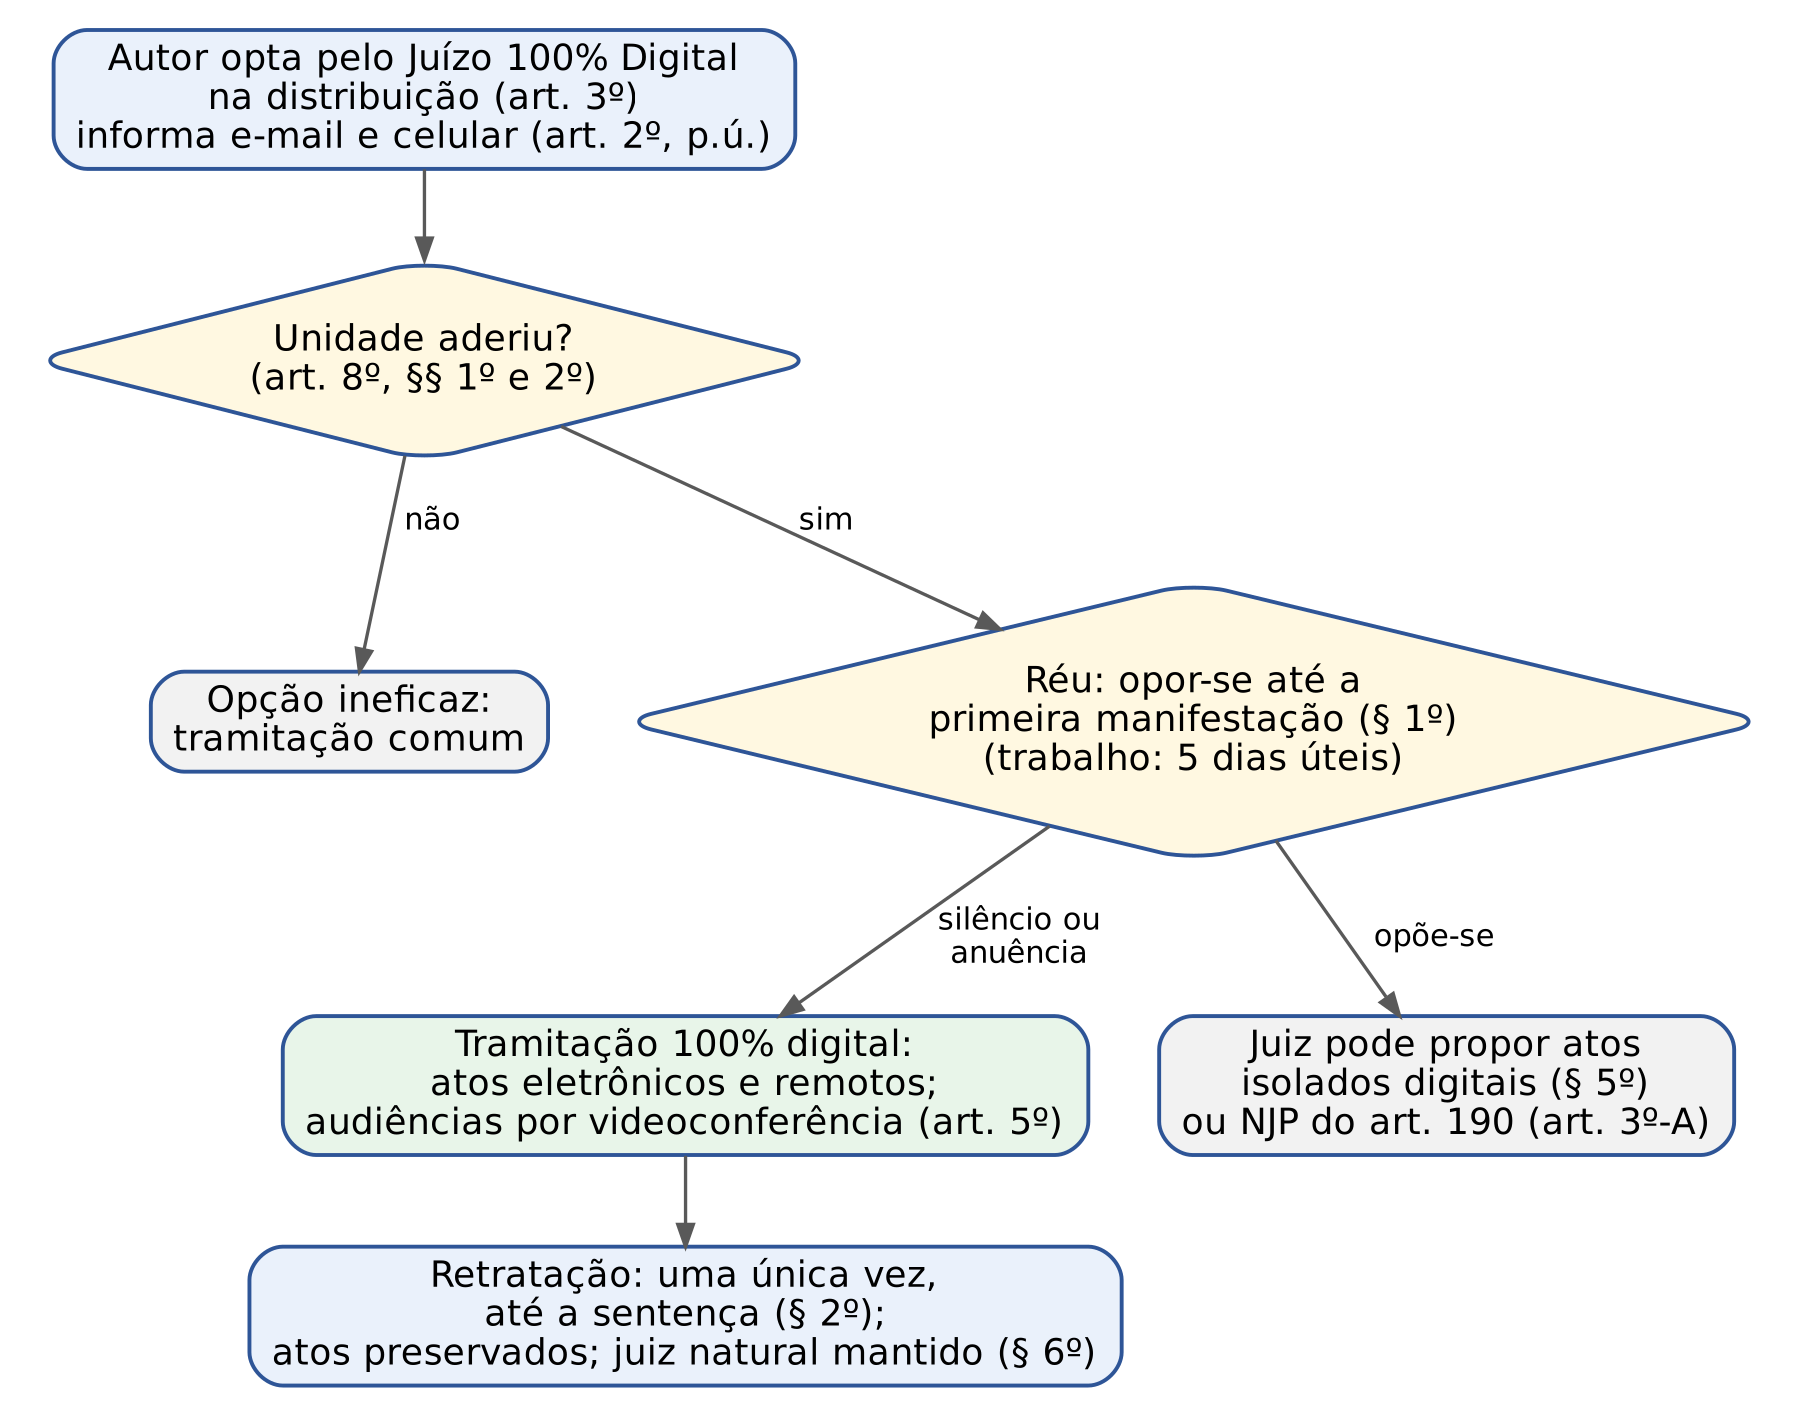 Autor opta pelo Juízo 100% Digital
na distribuição (art. 3º)
informa e-mail e celular (art. 2º, p.ú.)
Unidade aderiu?
(art. 8º, §§ 1º e 2º)
não
sim
Opção ineficaz:
tramitação comum
Réu: opor-se até a
primeira manifestação (§ 1º)
(trabalho: 5 dias úteis)
silêncio ou
anuência
opõe-se
Tramitação 100% digital:
atos eletrônicos e remotos;
audiências por videoconferência (art. 5º)
Juiz pode propor atos
isolados digitais (§ 5º)
ou NJP do art. 190 (art. 3º-A)
Retratação: uma única vez,
até a sentença (§ 2º);
atos preservados; juiz natural mantido (§ 6º)